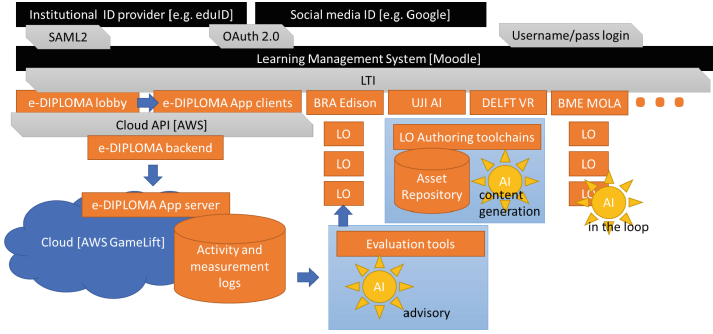 Institutional ID provider [e.g. eduID]
Social media ID [e.g. Google]
SAML2
OAuth 2.0
Username/pass login
Learning Management System [Moodle]
LTI
e-DIPLOMA lobby
e-DIPLOMA App clients
BRA Edison
UJI AI
DELFT VR
BME MOLA
Cloud API [AWS]
e-DIPLOMA backend
LO
LO
LO
LO Authoring toolchains
Asset
Repository
AI
content
generation
LO
LO
LO
AI
in the loop
e-DIPLOMA App server
Cloud [AWS GameLift]
Activity and
measurement
logs
Evaluation tools
AI
advisory